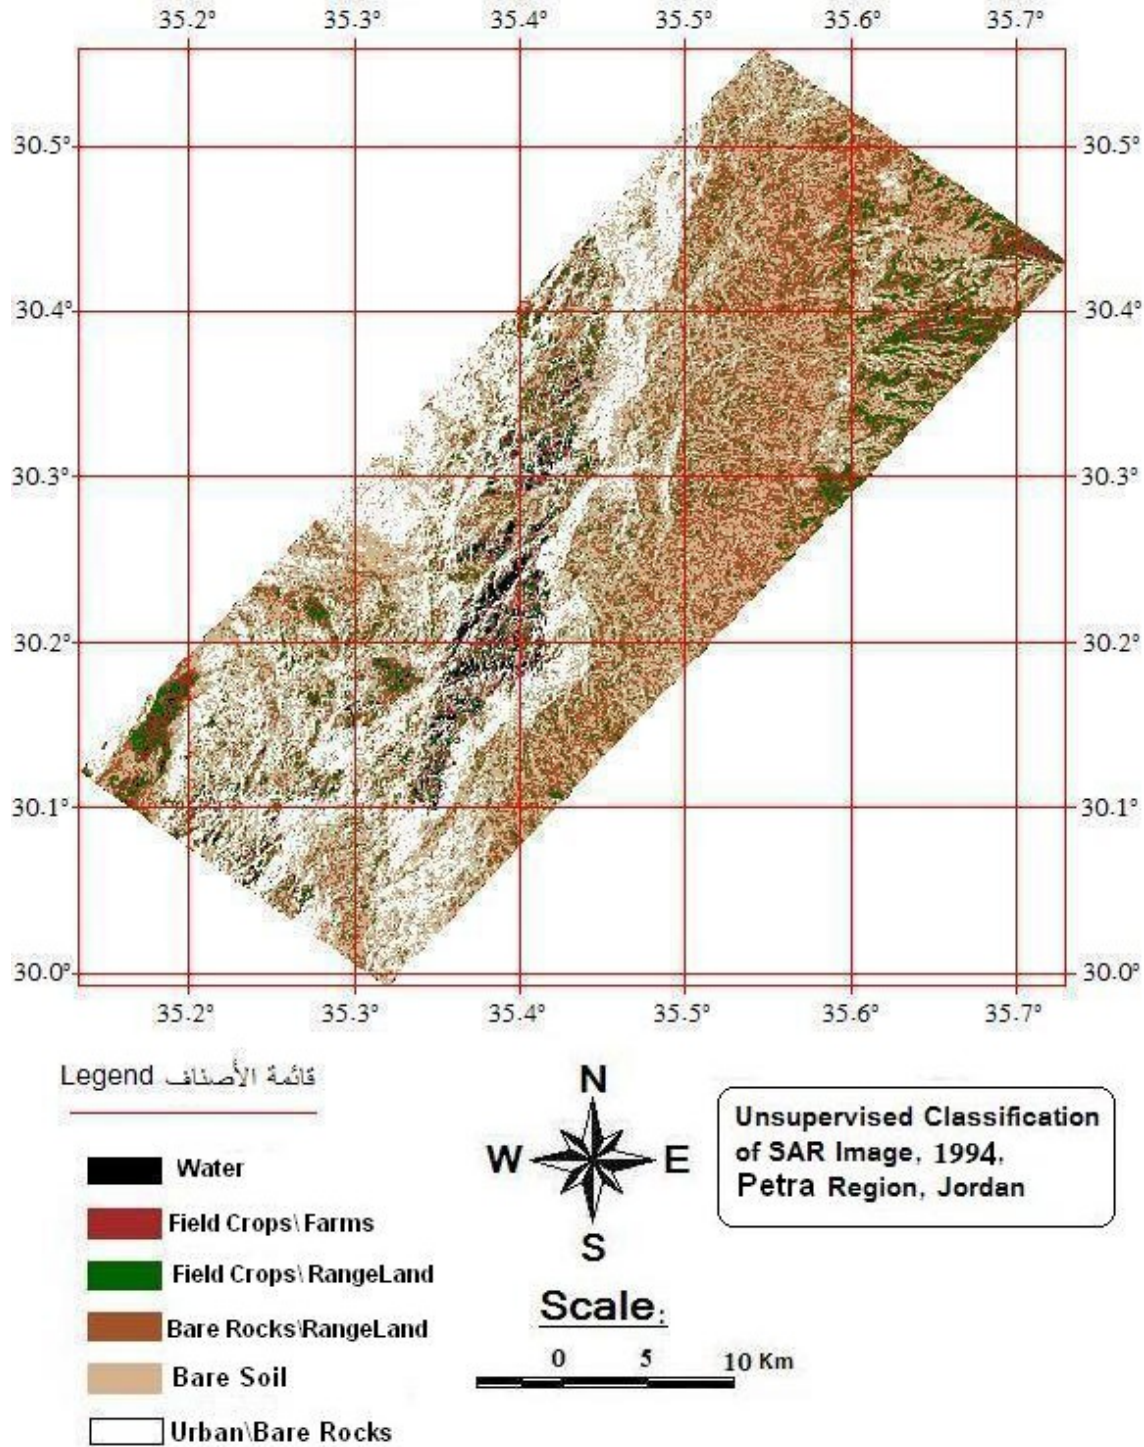 35.2° 35.3° 35.4° 35.5° 35.6° 35.7°
30.5° 30.5°
30.4° 30.4°
30.3° 30.3°
30.2° 30.2°
30.1° 30.1°
30.0° 30.0°
35.2° 35.3° 35.4° 35.5° 35.6° 35.7°
Legend قائمة الأصناف
Water
Field Crops\Farms
Field Crops\RangeLand
Bare Rocks\RangeLand
Bare Soil
Urban\Bare Rocks
N
W E
S
Scale:
0 5 10 Km
Unsupervised Classification
of SAR Image, 1994,
Petra Region, Jordan